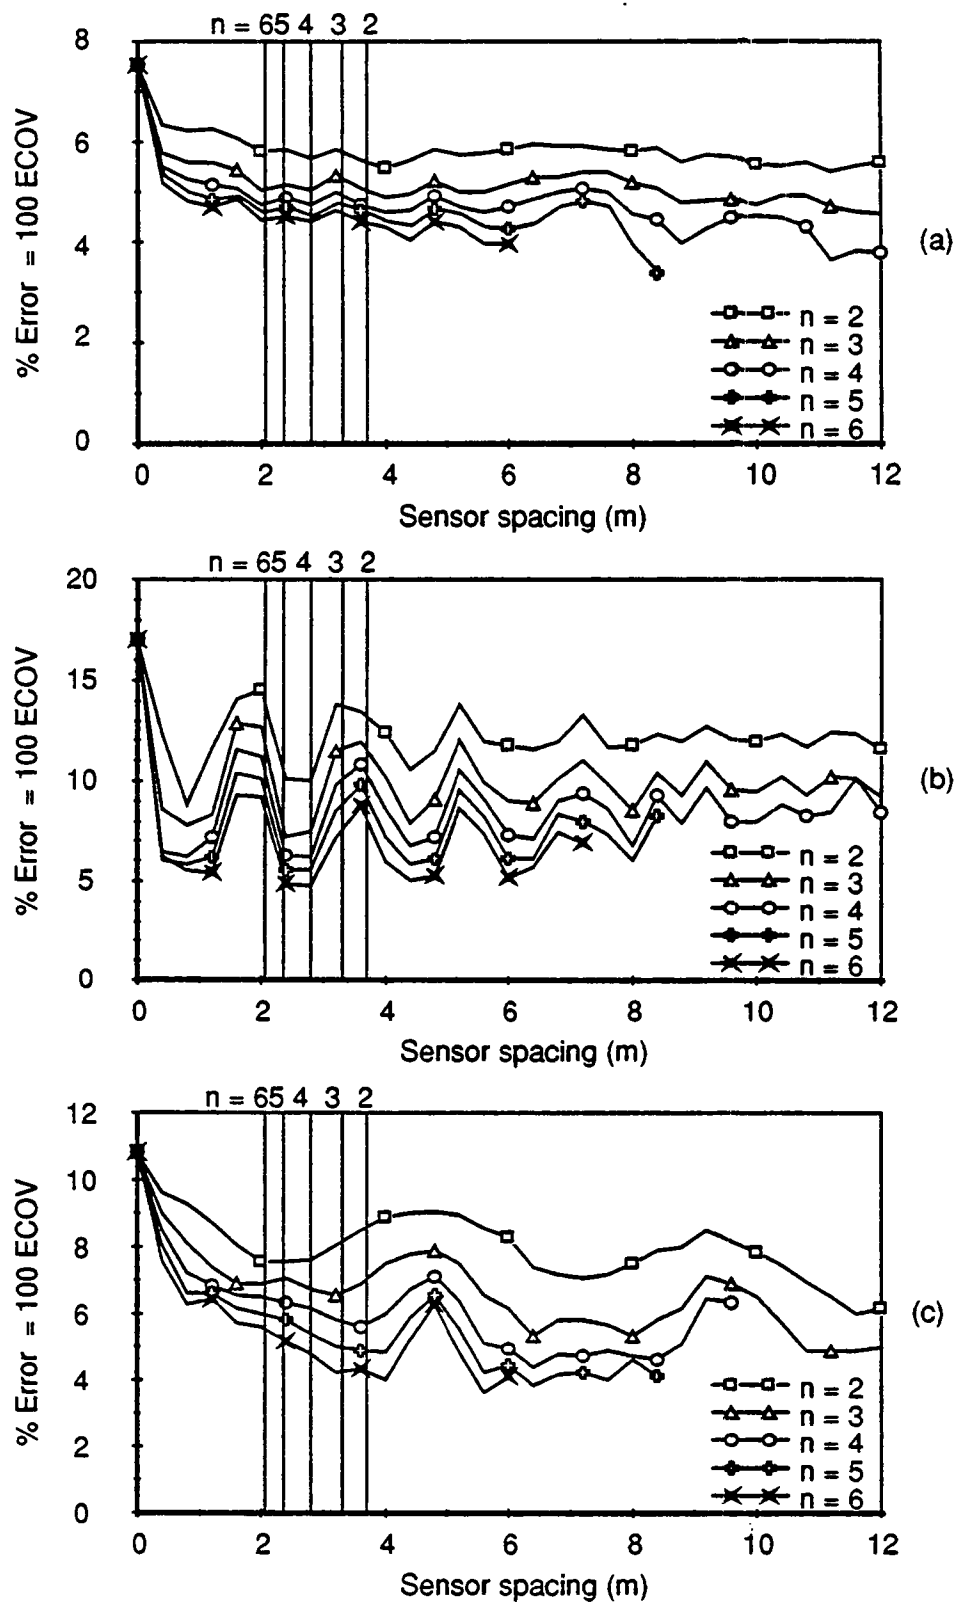 n = 65 4 3 2
8
6
4
2
0
% Error = 100 ECOV
n = 2
n = 3
n = 4
n = 5
n = 6
(a)
0 2 4 6 8 10 12
Sensor spacing (m)
n = 65 4 3 2
20
15
10
5
0
% Error = 100 ECOV
n = 2
n = 3
n = 4
n = 5
n = 6
(b)
0 2 4 6 8 10 12
Sensor spacing (m)
n = 65 4 3 2
12
10
8
6
4
2
0
% Error = 100 ECOV
n = 2
n = 3
n = 4
n = 5
n = 6
(c)
0 2 4 6 8 10 12
Sensor spacing (m)